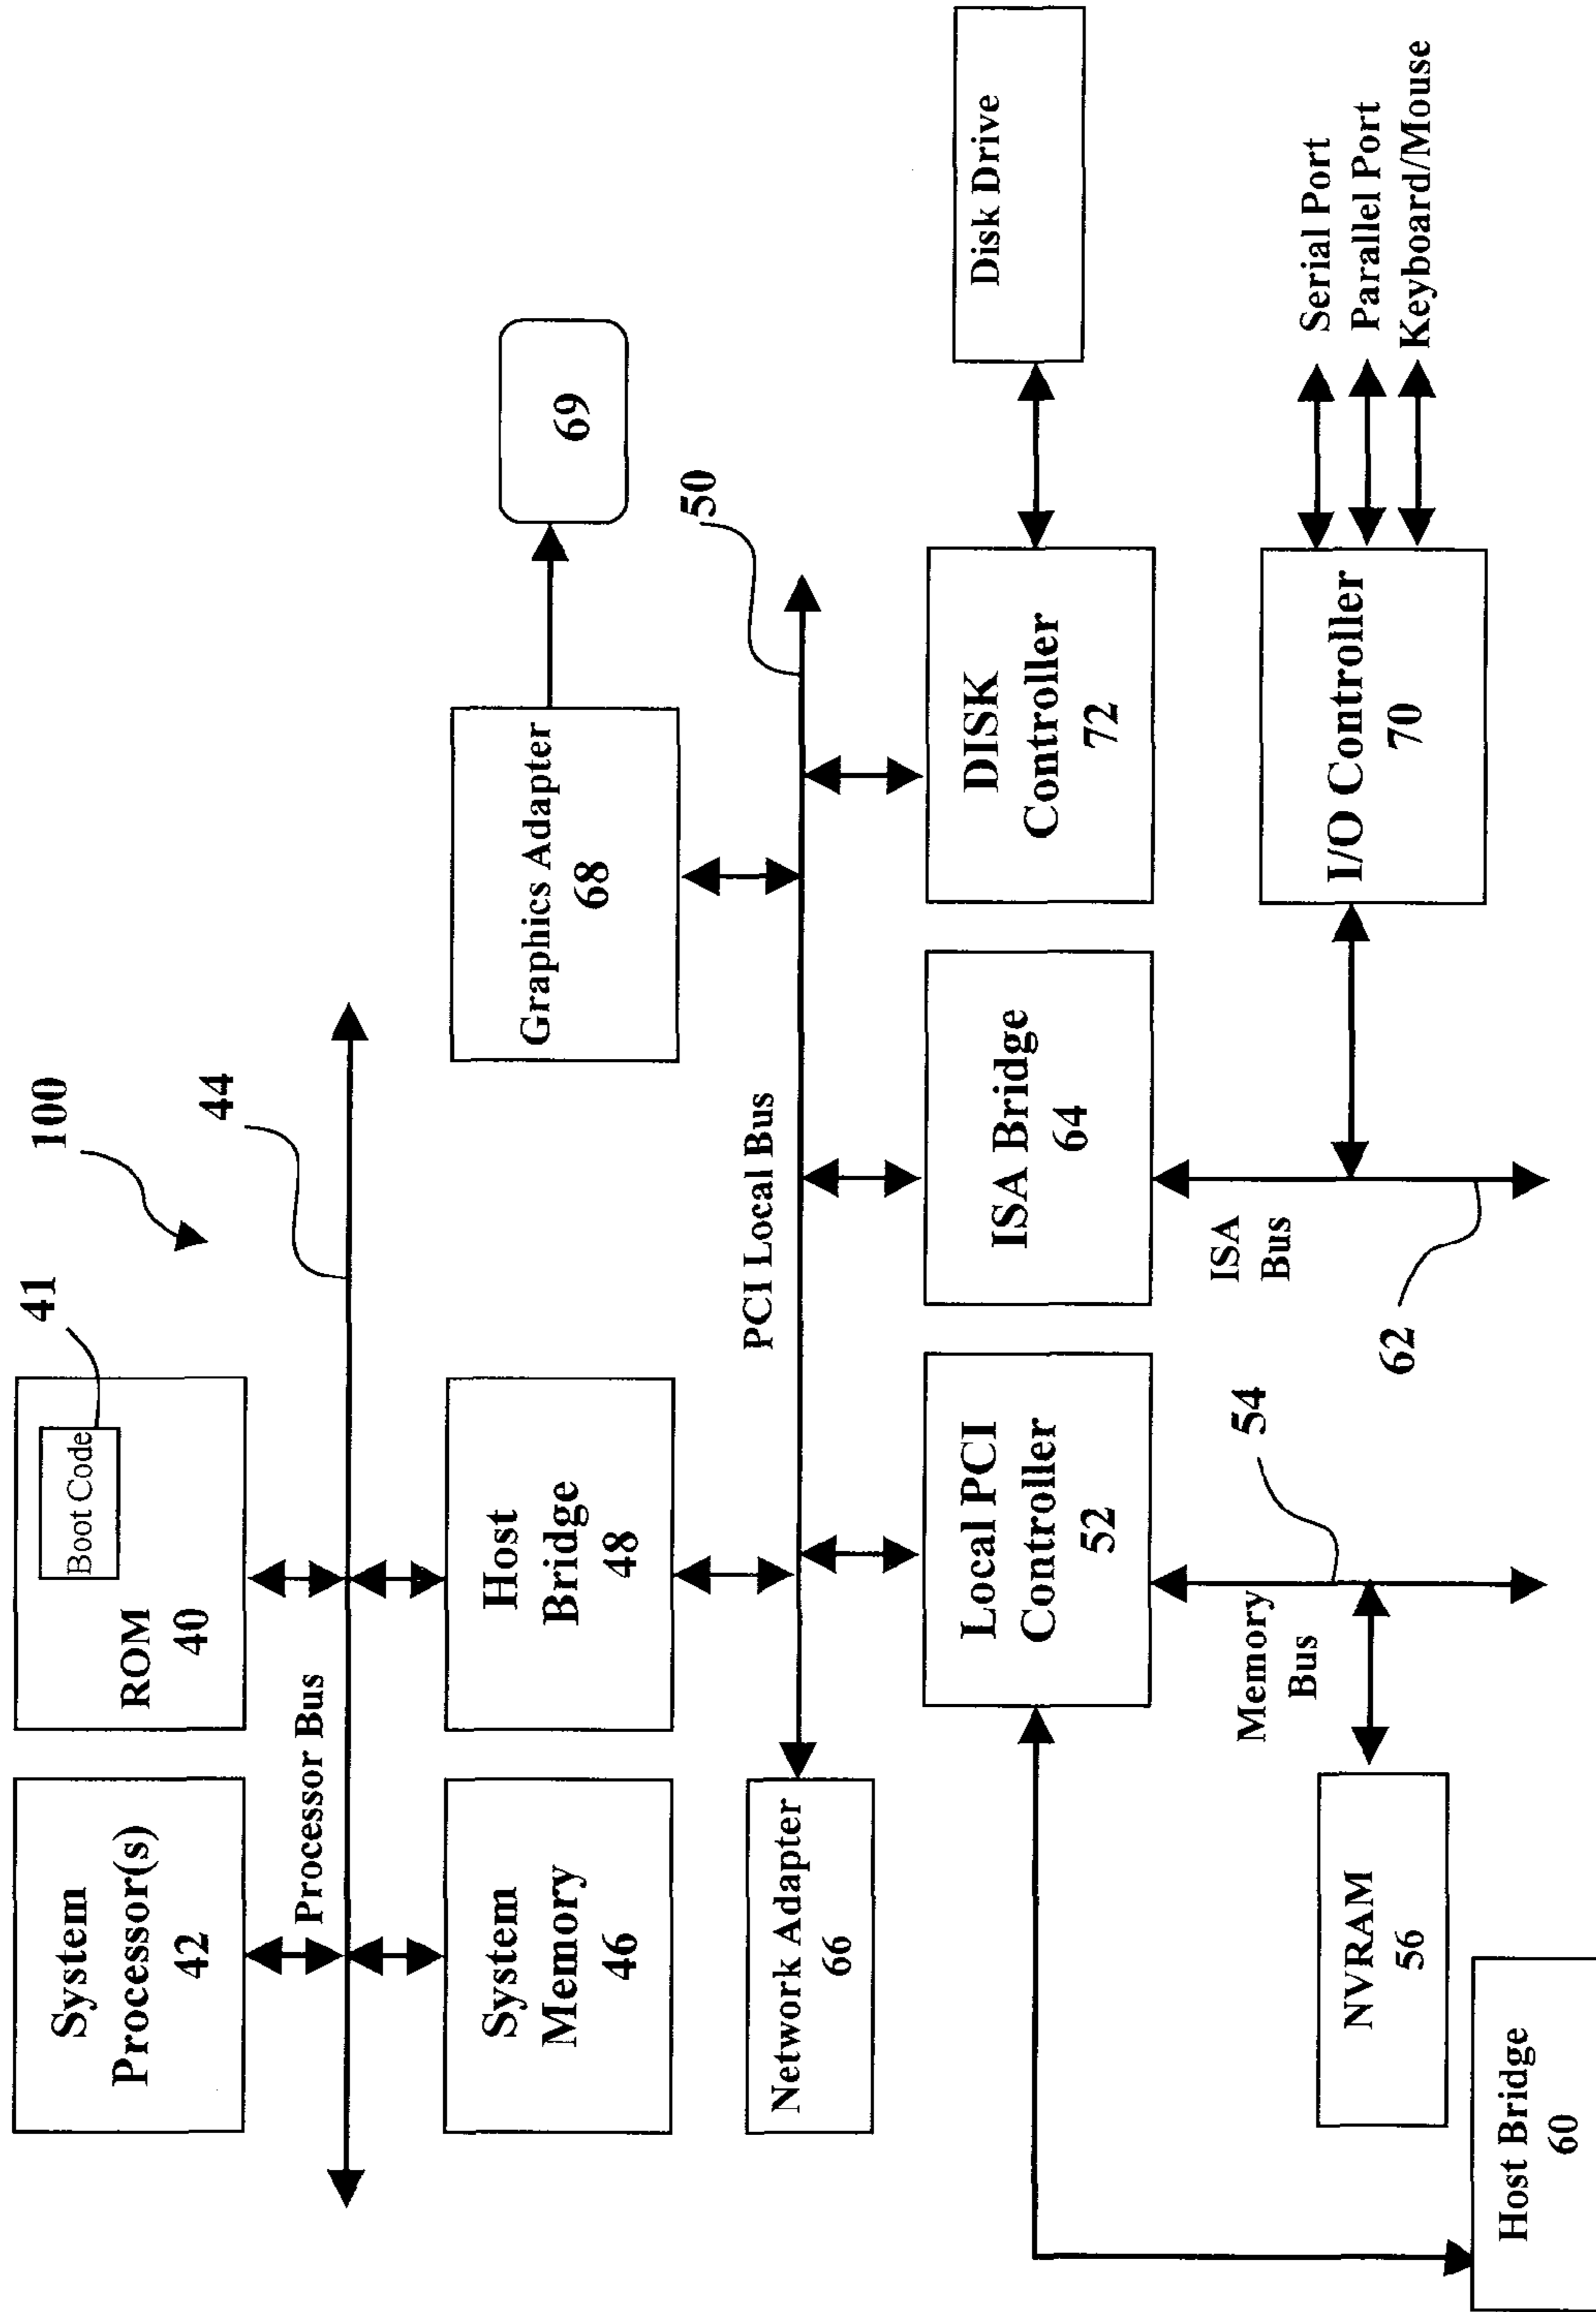 100
System
Processor(s)
42
Boot Code
41
ROM
40
Processor Bus
44
System
Memory
46
Host
Bridge
48
Graphics Adapter
68
69
50
PCI Local Bus
Network Adapter
66
Local PCI
Controller
52
ISA Bridge
64
DISK
Controller
72
Disk Drive
Memory
Bus
54
ISA
Bus
62
I/O Controller
70
Serial Port
Parallel Port
Keyboard/Mouse
NVRAM
56
Host Bridge
60